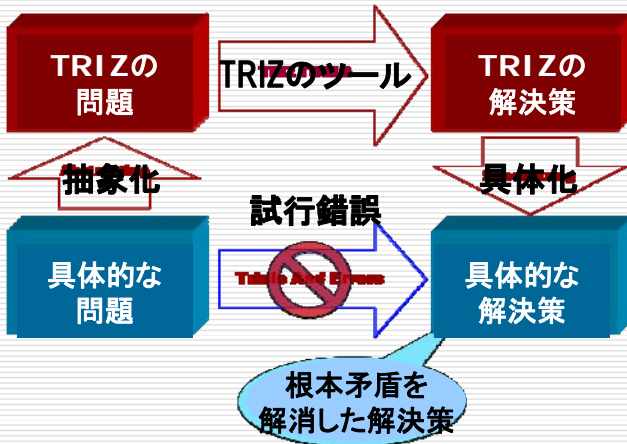 TRIZの
問題
TRIZのツール
TRIZの
解決策
抽象化
具体化
試行錯誤
具体的な
問題
Trials And Errors
具体的な
解決策
根本矛盾を
解消した解決策